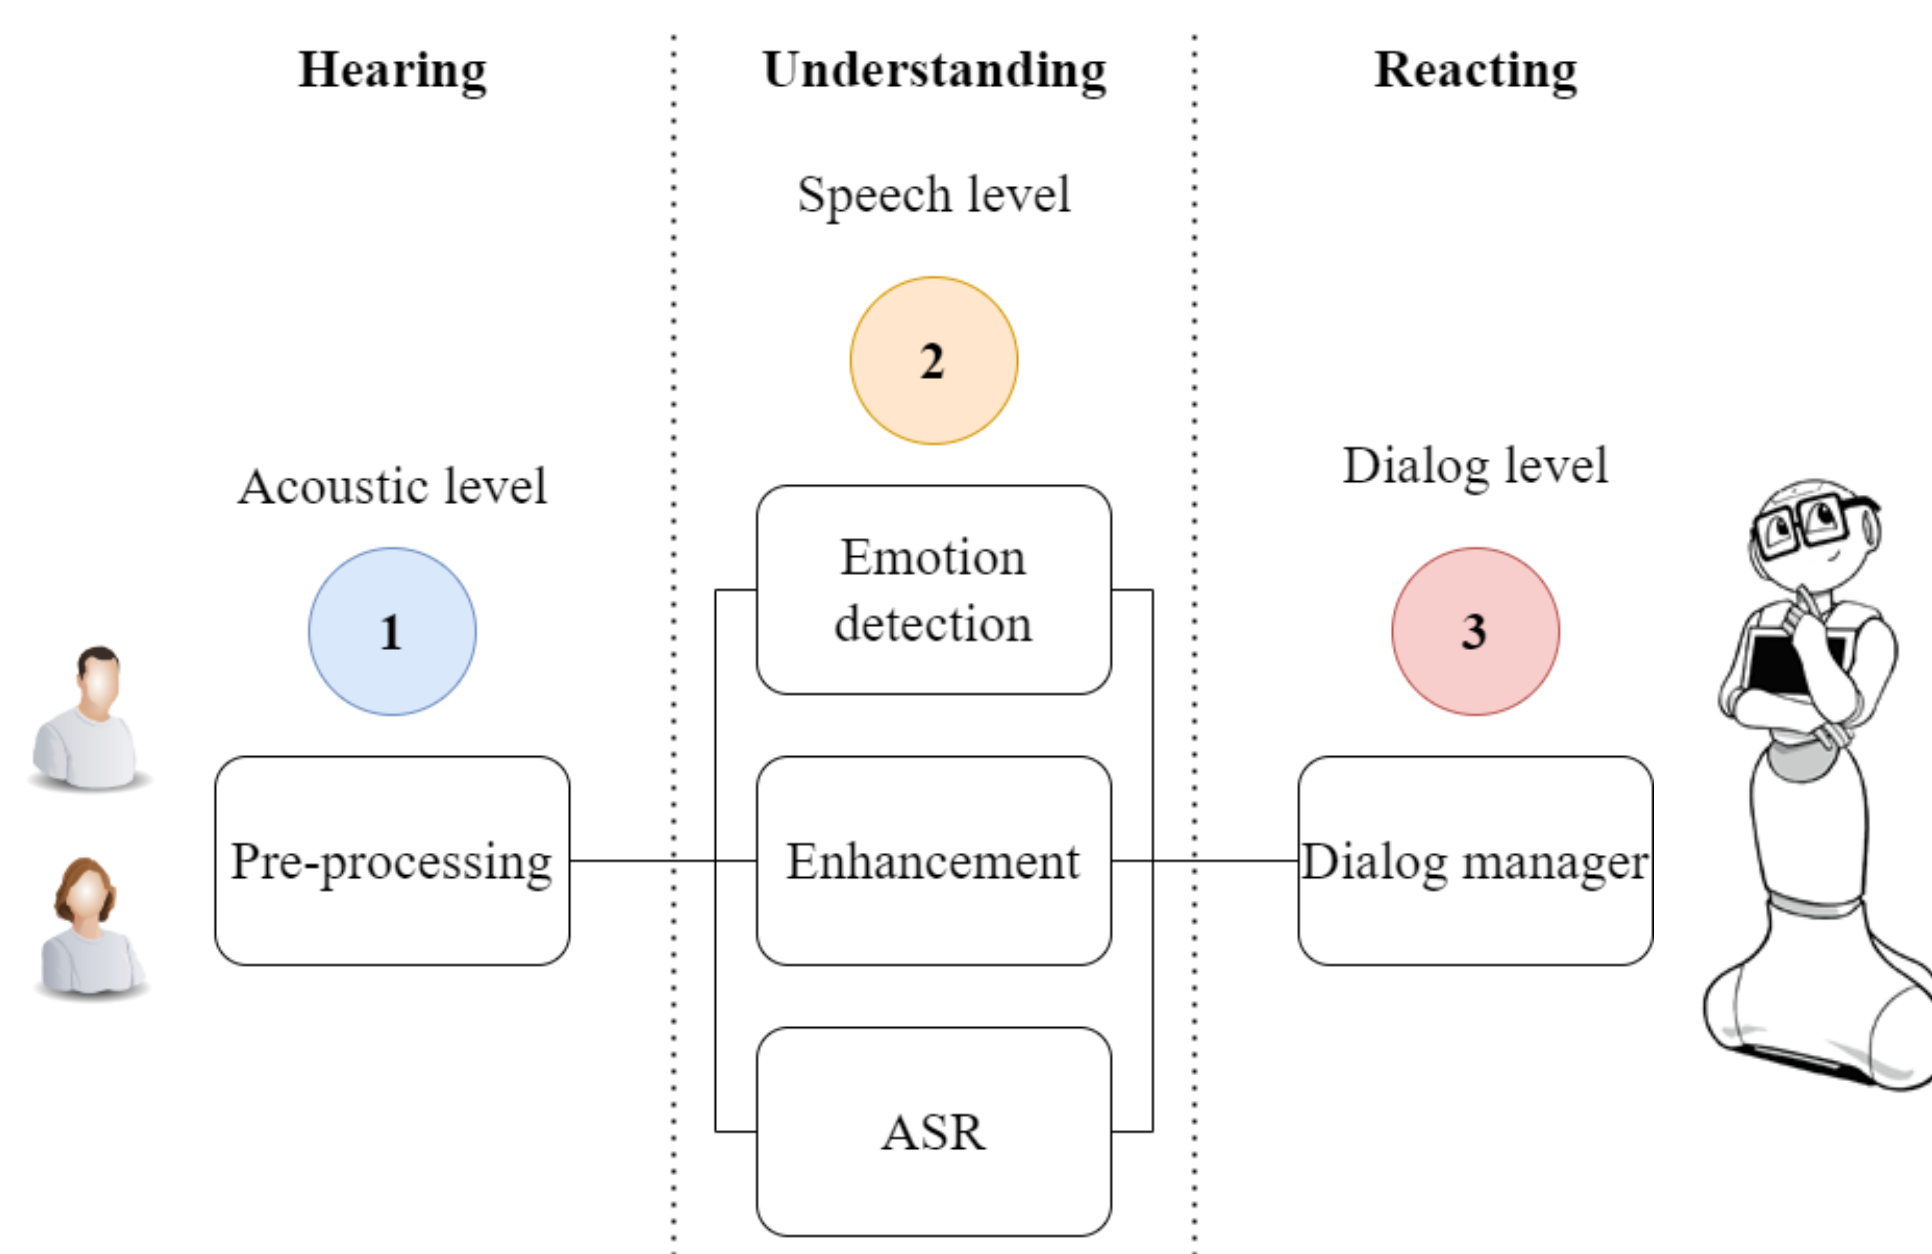 Hearing
Understanding
Reacting
Speech level
2
Acoustic level
Dialog level
1
3
Emotion
detection
Pre-processing
Enhancement
Dialog manager
ASR